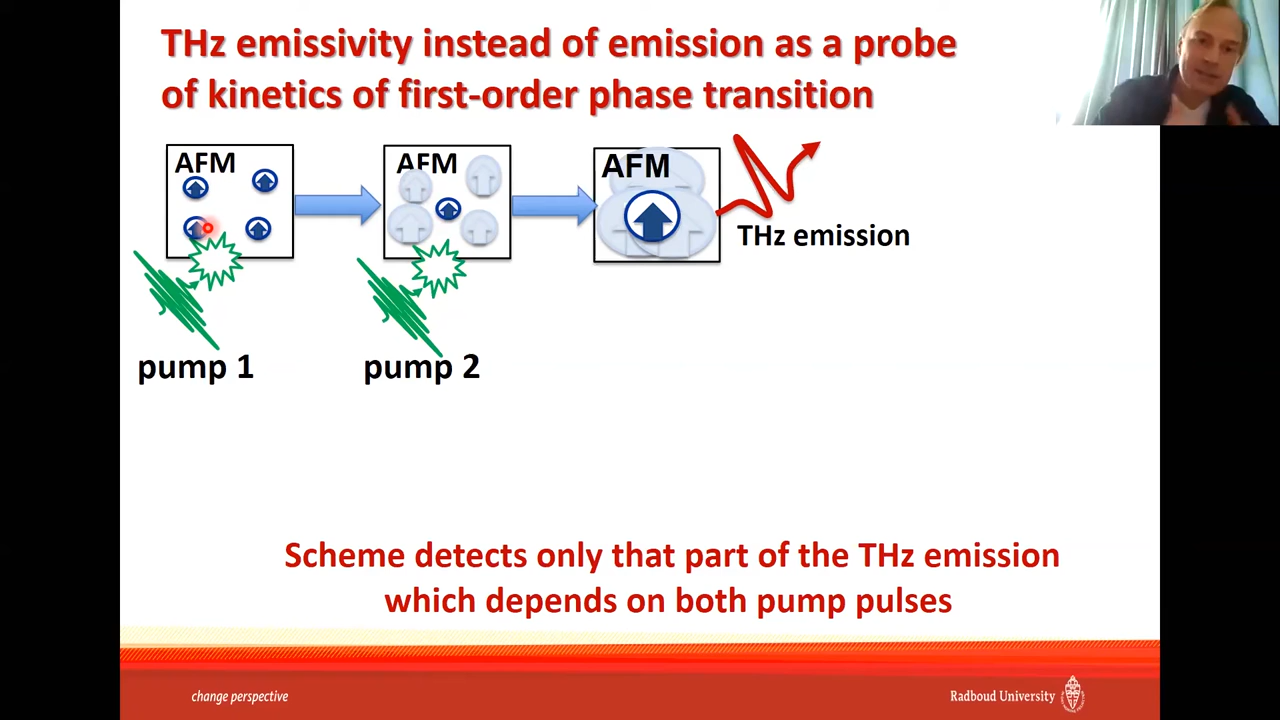 THz emissivity instead of emission as a probe
of kinetics of first-order phase transition
AFM
AFM
AFM
THz emission
pump 1
pump 2
Scheme detects only that part of the THz emission
which depends on both pump pulses
change perspective
Radboud University